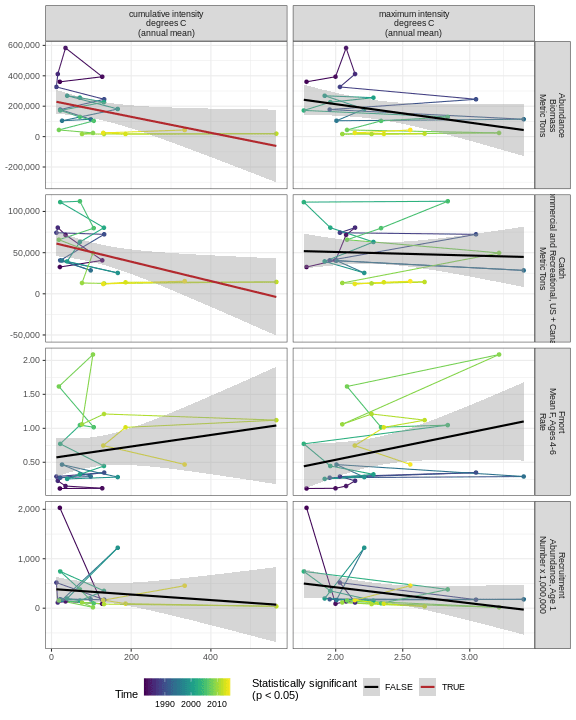 cumulative intensity
degrees C
(annual mean)
maximum intensity
degrees C
(annual mean)
600,000
400,000
200,000
0
-200,000
Abundance
Biomass
Metric Tons
100,000
50,000
0
-50,000
Catch
mmercial and Recreational, US + Cana
Metric Tons
2.00
1.50
1.00
0.50
Fmort
Mean F, Ages 4-6
Rate
2,000
1,000
0
Recruitment
Abundance, Age 1
Number x 1,000,000
0
200
400
2.00
2.50
3.00
Time
1990
2000
2010
Statistically significant
(p < 0.05)
FALSE
TRUE